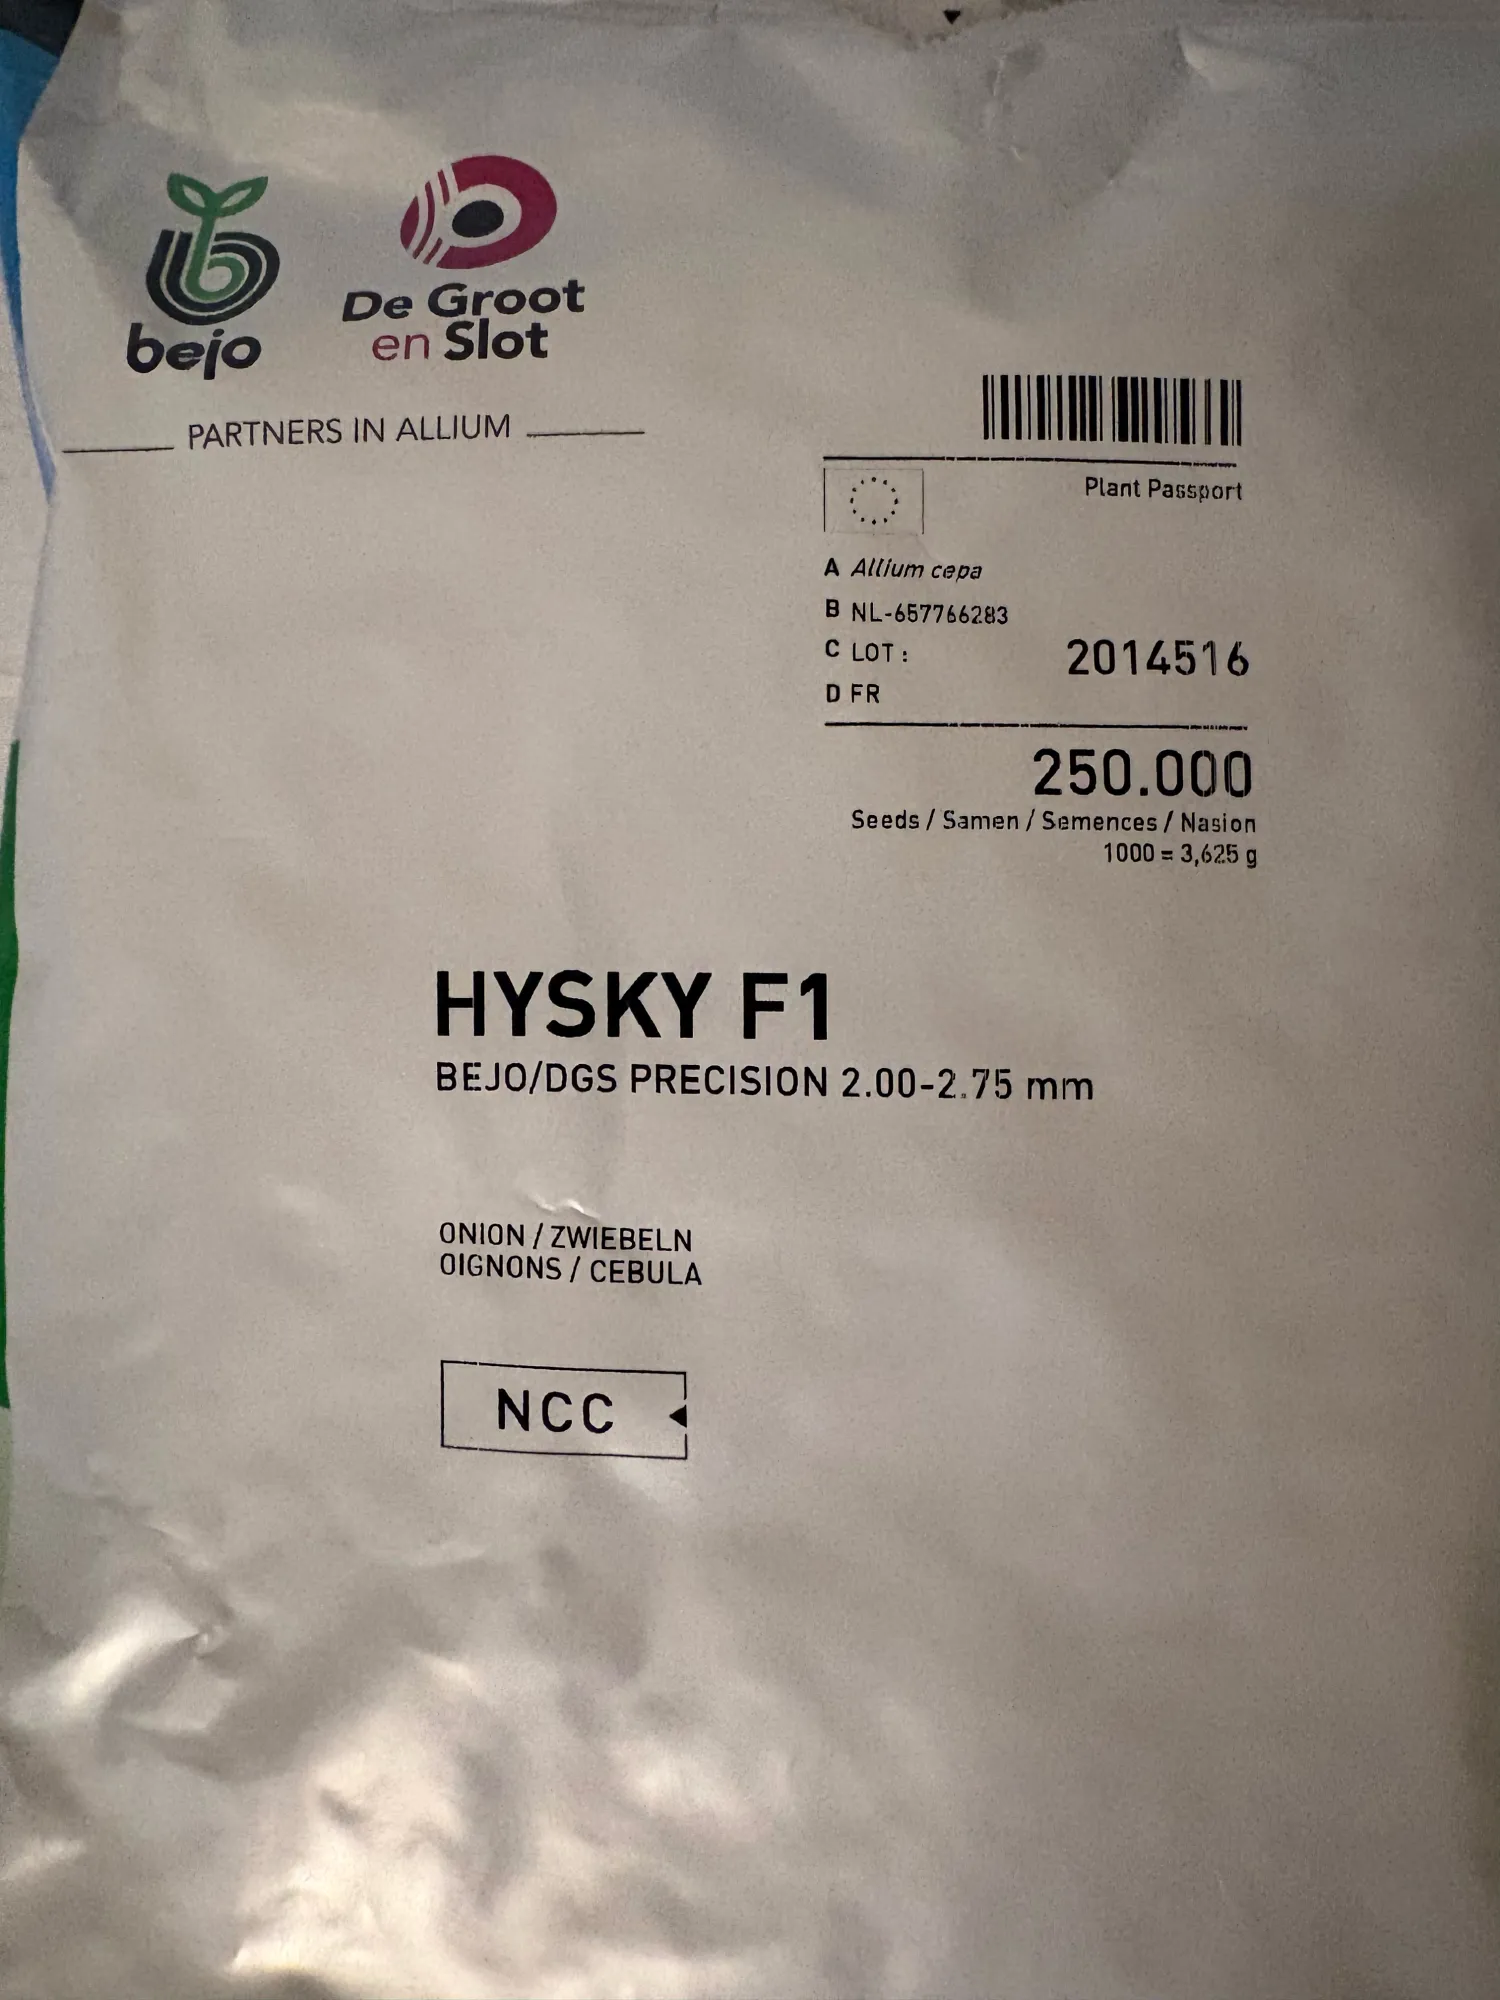 bejo
De Groot
en Slot
PARTNERS IN ALLIUM
Plant Passport
A Allium cepa
B NL-657766283
C LOT: 2014516
D FR
250.000
Seeds / Samen / Semences / Nasion
1000 = 3,625 g
HYSKY F1
BEJO/DGS PRECISION 2.00-2.75 mm
ONION / ZWIEBELN
OIGNONS / CEBULA
NCC